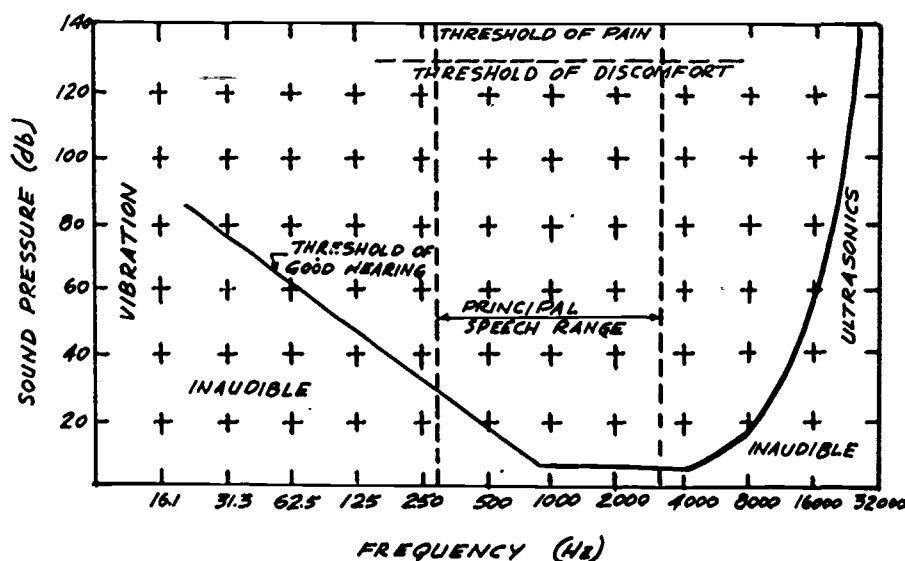 140
120
100
80
60
40
20
SOUND PRESSURE (db)
THRESHOLD OF PAIN
THRESHOLD OF DISCOMFORT
VIBRATION
THRESHOLD OF
GOOD HEARING
PRINCIPAL
SPEECH RANGE
ULTRASONICS
INAUDIBLE
INAUDIBLE
16.1 31.3 62.5 125 250 500 1000 2000 4000 8000 16000 32000
FREQUENCY (Hz)